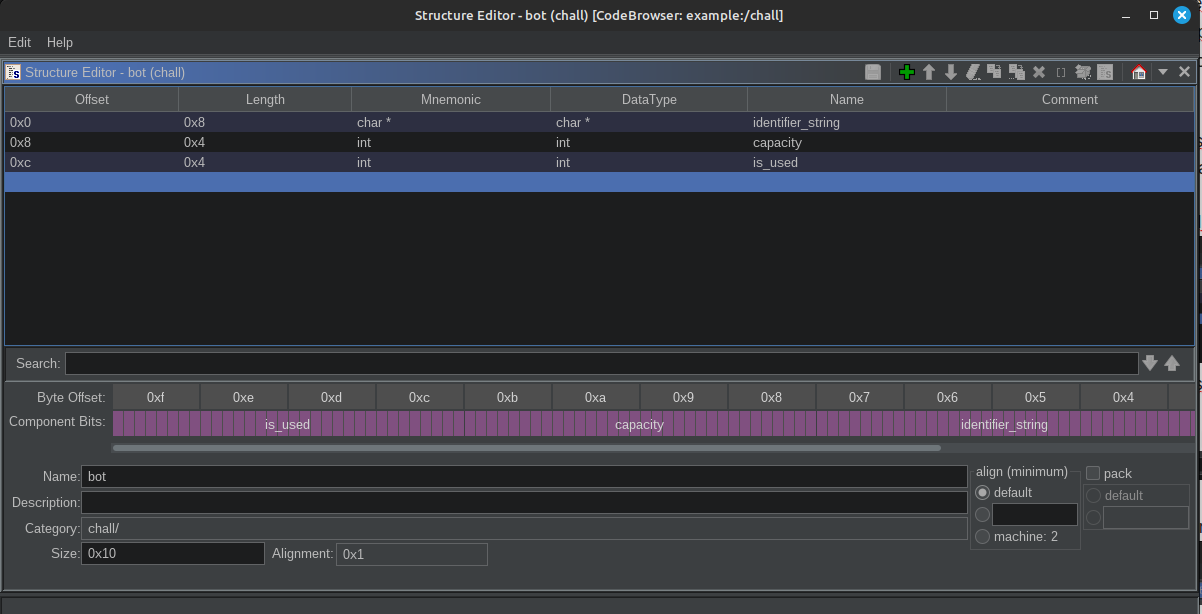 Structure Editor - bot (chall) [CodeBrowser: example:/chall]
Edit Help
Structure Editor - bot (chall)
Offset Length Mnemonic DataType Name Comment
0x0 0x8 char * char * identifier_string
0x8 0x4 int int capacity
0xc 0x4 int int is_used
Search:
Byte Offset: 0xf 0xe 0xd 0xc 0xb 0xa 0x9 0x8 0x7 0x6 0x5 0x4
Component Bits: is_used capacity identifier_string
Name: bot
Description:
Category: chall/
Size: 0x10 Alignment: 0x1
align (minimum)
default
machine: 2
pack
default